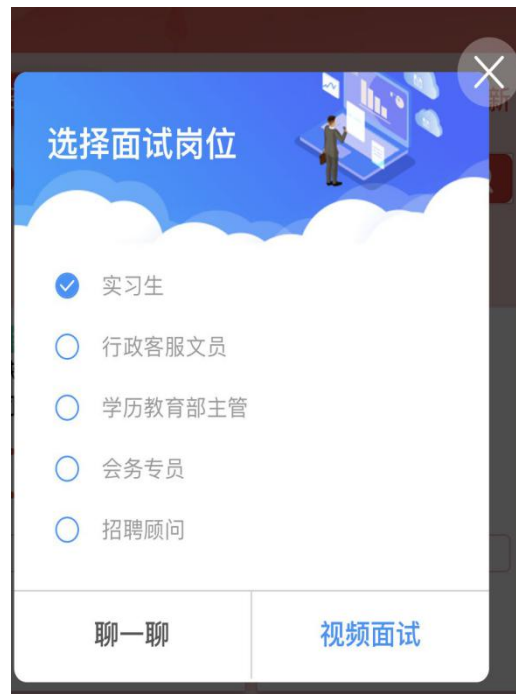 新
选择面试岗位
实习生
行政客服文员
学历教育部主管
会务专员
招聘顾问
聊一聊
视频面试